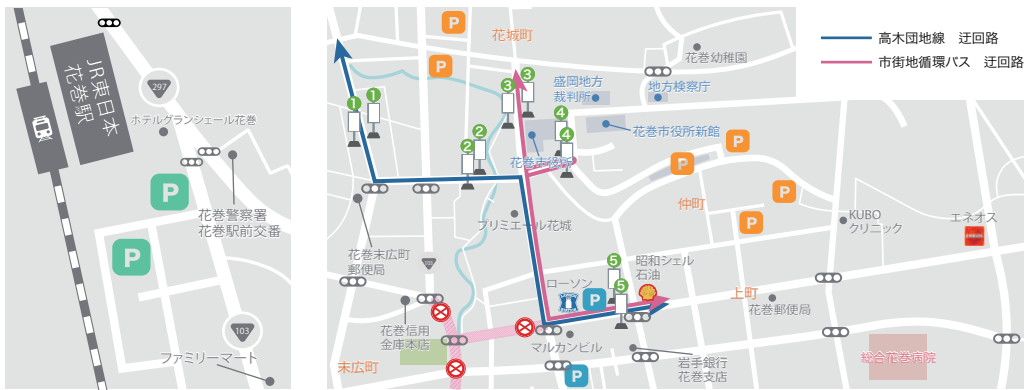 JR東日本
花巻駅
297
ホテルグランシェール花巻
P
花巻警察署
花巻駅前交番
P
103
ファミリーマート
P
花城町
P
花巻幼稚園
盛岡地方
裁判所
地方検察庁
1
1
2
2
3
3
4
4
花巻市役所
花巻市役所新館
P
P
P
仲町
P
プリミエール花城
KUBO
クリニック
エネオス
花巻末広町
郵便局
103
5
5
昭和シェル
石油
ローソン
P
上町
花巻郵便局
花巻信用
金庫本店
マルカンビル
末広町
P
岩手銀行
花巻支店
総合花巻病院
高木団地線　迂回路
市街地循環バス　迂回路